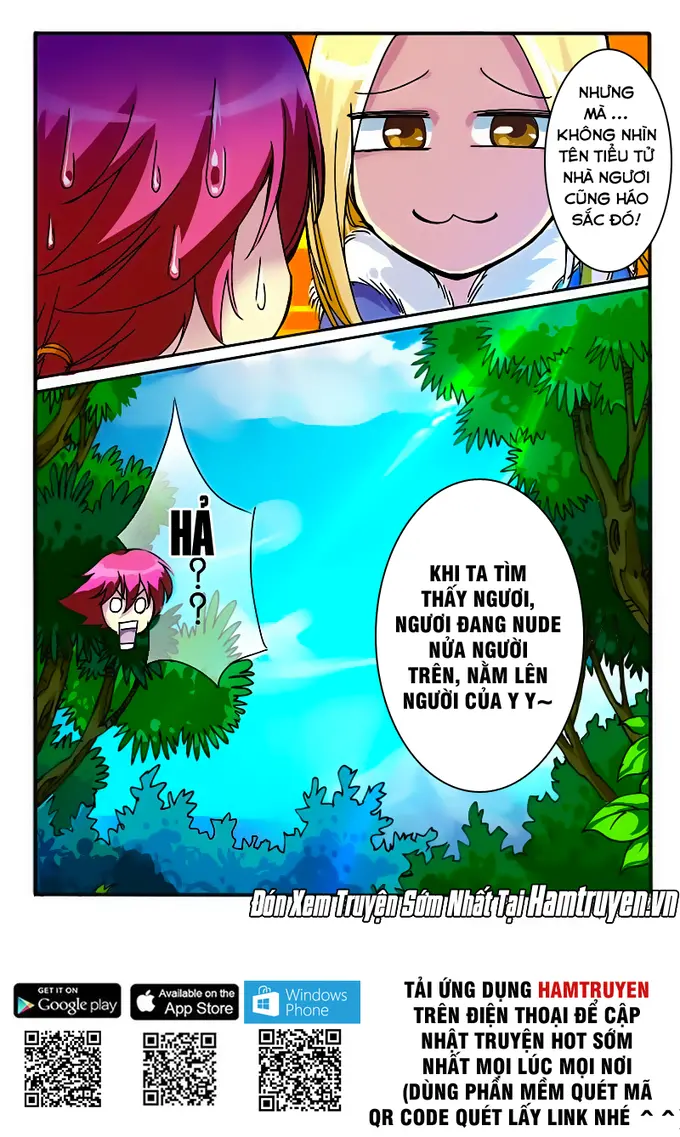 NHƯNG
MÀ ...
KHÔNG NHÌN
TÊN TIỂU TỬ
NHÀ NGƯƠI
CŨNG HÁO
SẮC ĐÓ!
HẢ
? ?
KHI TA TÌM
THẤY NGƯƠI,
NGƯƠI ĐANG NUDE
NỬA NGƯỜI
TRÊN, NẰM LÊN
NGƯỜI CỦA Y Y~
Đón Xem Truyện Sớm Nhất Tại Hamtruyen.vn
GET IT ON
Google play
Available on the
App Store
Windows
Phone
TẢI ỨNG DỤNG HAMTRUYEN
TRÊN ĐIỆN THOẠI ĐỂ CẬP
NHẬT TRUYỆN HOT SỚM
NHẤT MỌI LÚC MỌI NƠI
(DÙNG PHẦN MỀM QUÉT MÃ
QR CODE QUÉT LẤY LINK NHÉ ^ ^